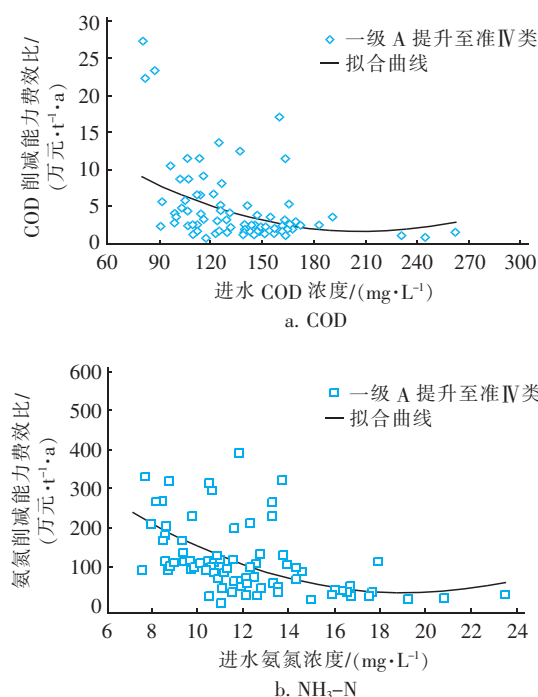 30
25
20
15
10
5
0
COD 削减能力费效比/
(万元·t⁻¹·a)
◇ 一级 A 提升至准Ⅳ类
— 拟合曲线
60 90 120 150 180 210 240 270 300
进水 COD 浓度/(mg·L⁻¹)
a. COD
600
500
400
300
200
100
0
氨氮削减能力费效比/
(万元·t⁻¹·a)
□ 一级 A 提升至准Ⅳ类
— 拟合曲线
6 8 10 12 14 16 18 20 22 24
进水氨氮浓度/(mg·L⁻¹)
b. NH₃–N